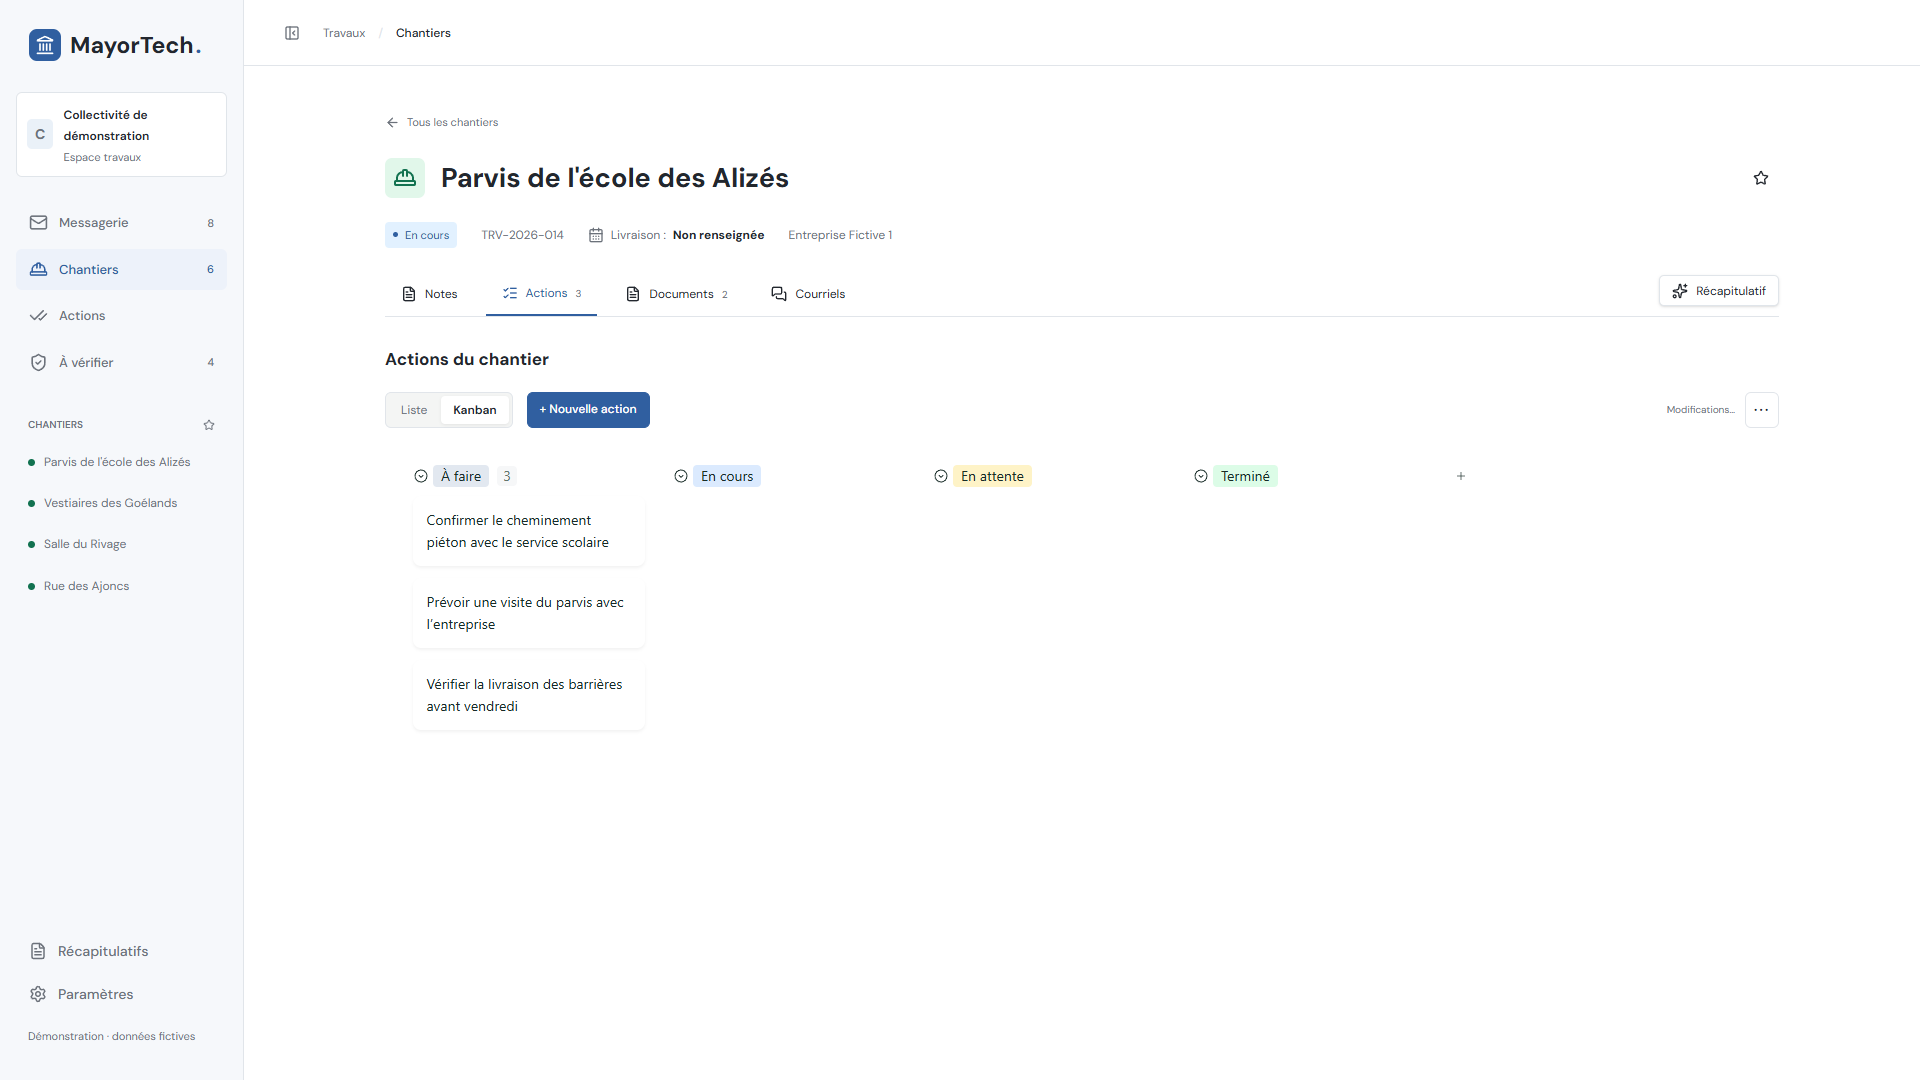 MayorTech.
C
Collectivité de
démonstration
Espace travaux
Messagerie 8
Chantiers 6
Actions
À vérifier 4
CHANTIERS
Parvis de l'école des Alizés
Vestiaires des Goélands
Salle du Rivage
Rue des Ajoncs
Récapitulatifs
Paramètres
Démonstration · données fictives
Travaux / Chantiers
Tous les chantiers
Parvis de l'école des Alizés
En cours TRV-2026-014 Livraison : Non renseignée Entreprise Fictive 1
Notes Actions 3 Documents 2 Courriels Récapitulatif
Actions du chantier
Liste Kanban + Nouvelle action Modifications... ...
À faire 3 En cours En attente Terminé +
Confirmer le cheminement
piéton avec le service scolaire
Prévoir une visite du parvis avec
l'entreprise
Vérifier la livraison des barrières
avant vendredi